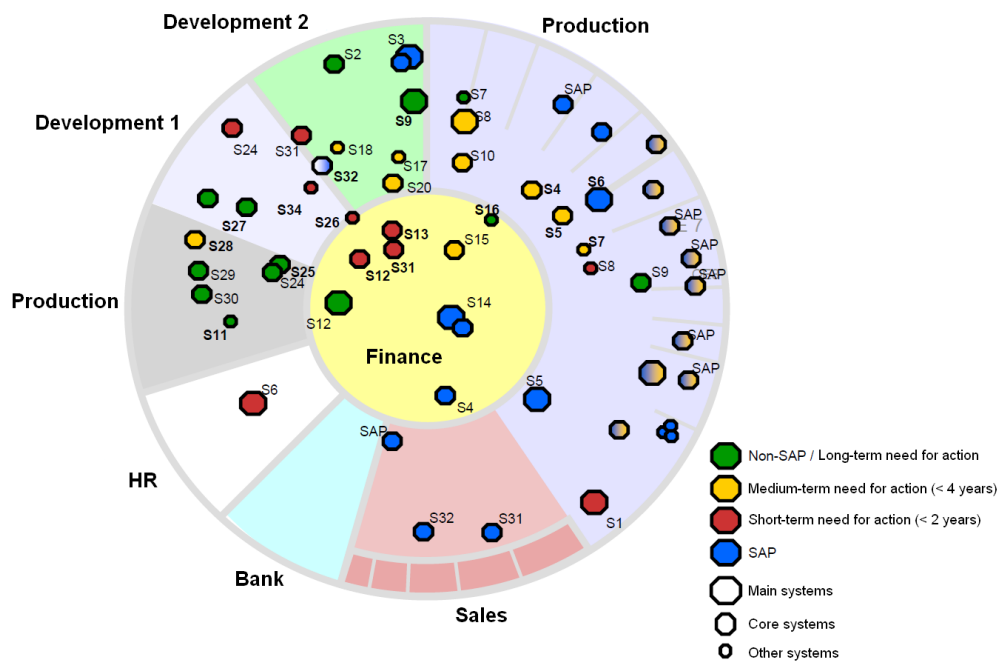 Development 2
Production
S3
S2
SAP
S7
S8
S9
Development 1
S24
S31
S18
S17
S10
S32
S20
S4
S6
SAP
S34
S27
S26
S16
S5
E 7
S28
S13
S15
S7
SAP
S31
S8
S25
S12
S9
SAP
S29
S24
Production
S30
S14
S12
S11
SAP
Finance
SAP
S6
S5
S4
SAP
HR
S32
S31
S1
Bank
Sales
Non-SAP / Long-term need for action
Medium-term need for action (< 4 years)
Short-term need for action (< 2 years)
SAP
Main systems
Core systems
Other systems